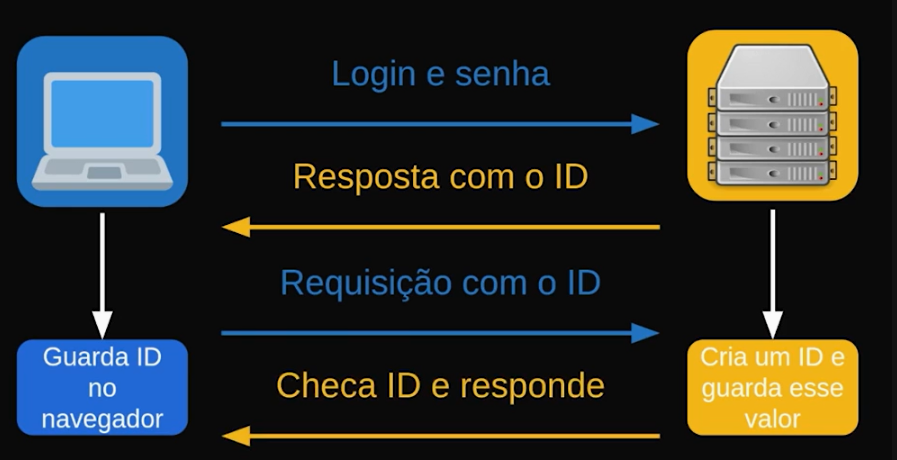 Login e senha
Resposta com o ID
Requisição com o ID
Checa ID e responde
Guarda ID
no
navegador
Cria um ID e
guarda esse
valor